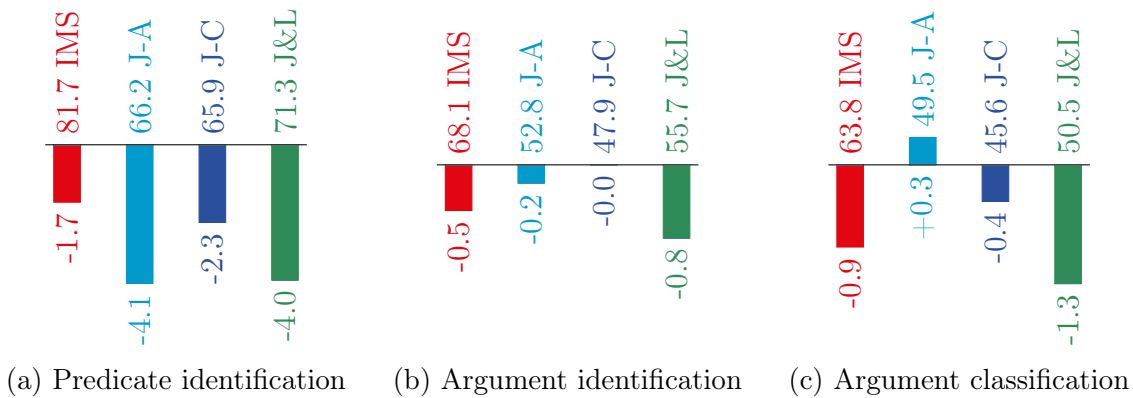 81.7 IMS
66.2 J-A
65.9 J-C
71.3 J&L
-1.7
-4.1
-2.3
-4.0
(a) Predicate identification
68.1 IMS
52.8 J-A
47.9 J-C
55.7 J&L
-0.5
-0.2
-0.0
-0.8
(b) Argument identification
63.8 IMS
49.5 J-A
45.6 J-C
50.5 J&L
-0.9
+0.3
-0.4
-1.3
(c) Argument classification